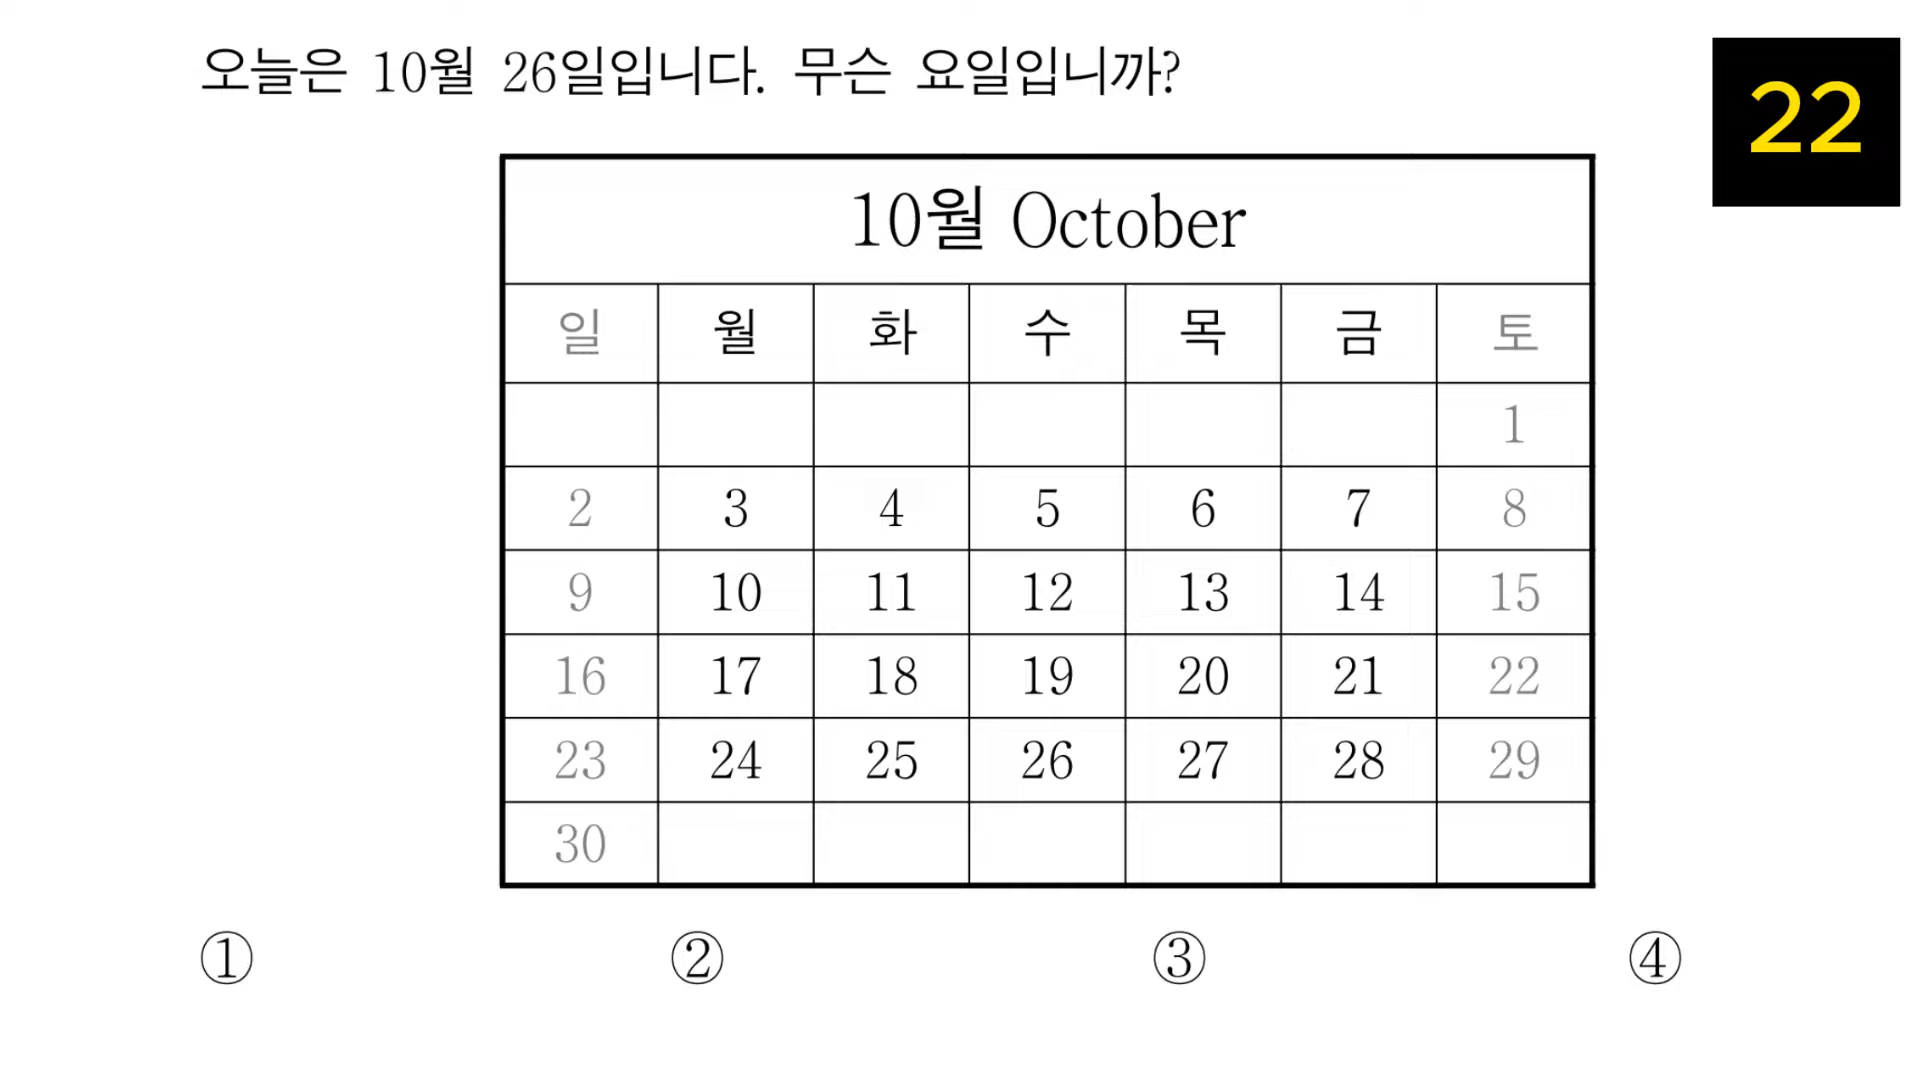 오늘은 10월 26일입니다. 무슨 요일입니까?
22
10월 October
일 월 화 수 목 금 토
1
2 3 4 5 6 7 8
9 10 11 12 13 14 15
16 17 18 19 20 21 22
23 24 25 26 27 28 29
30
① ② ③ ④